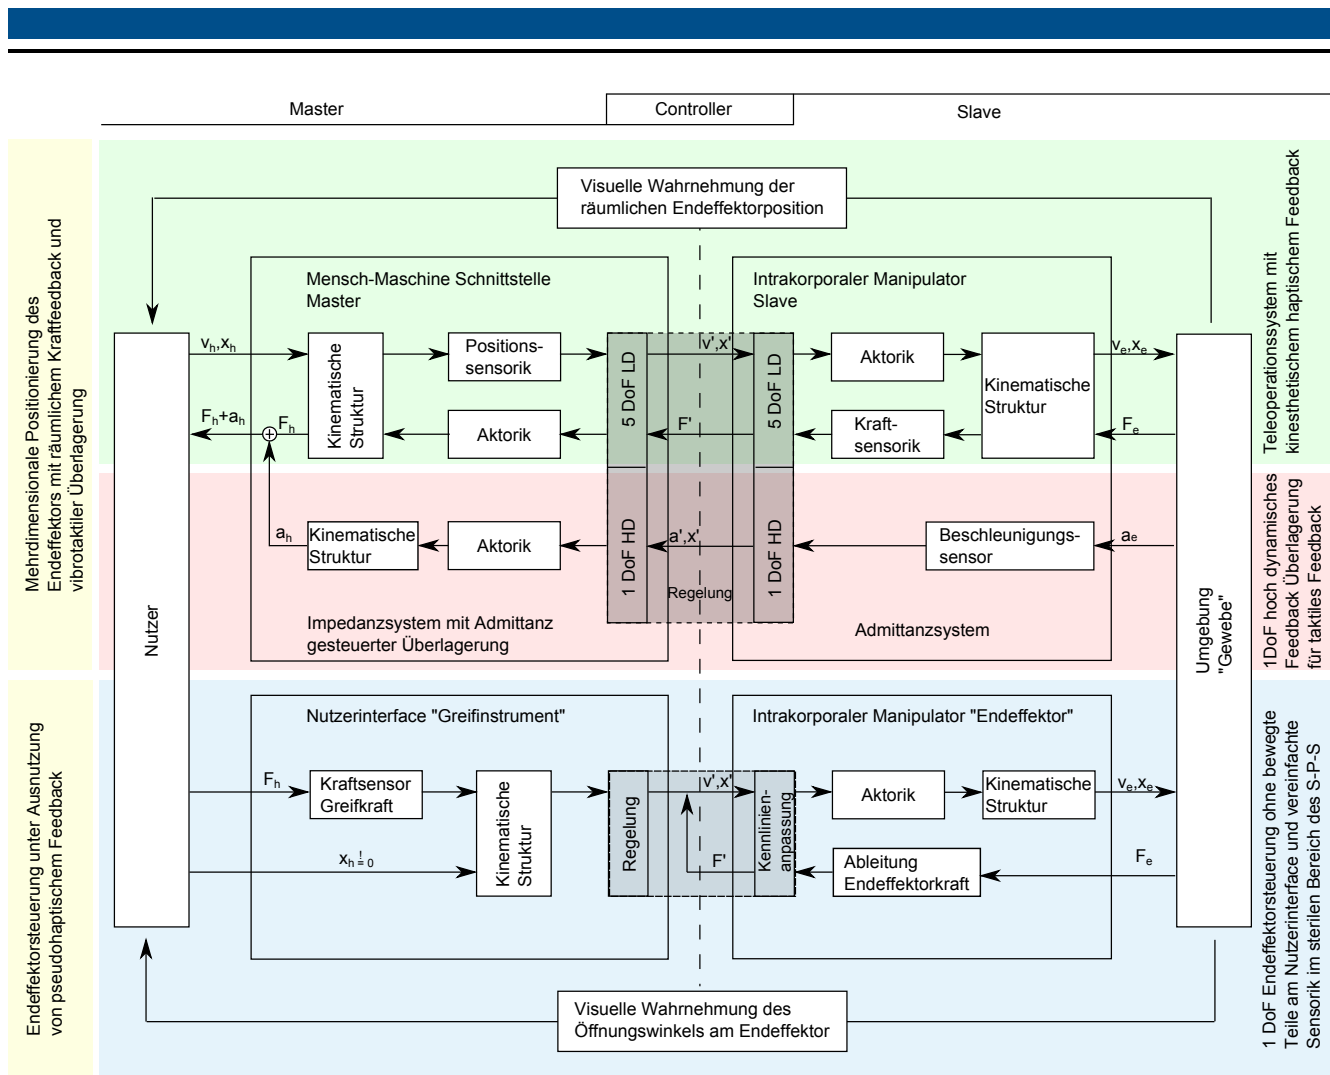 Master
Controller
Slave
Mehrdimensionale Positionierung des
Endeffektors mit räumlichem Kraftfeedback und
vibrotaktiler Überlagerung
Visuelle Wahrnehmung der
räumlichen Endeffektorposition
Teleoperationssystem mit
kinesthetischem haptischem Feedback
Mensch-Maschine Schnittstelle
Master
Intrakorporaler Manipulator
Slave
Nutzer
vh,xh
Kinematische
Struktur
Positions-
sensorik
5 DoF LD
v',x'
5 DoF LD
Aktorik
Kinematische
Struktur
ve,xe
Fh+ah
Fh
Aktorik
F'
Kraft-
sensorik
Fe
Umgebung
"Gewebe"
ah
Kinematische
Struktur
Aktorik
1 DoF HD
a',x'
1 DoF HD
Beschleunigungs-
sensor
ae
Regelung
Impedanzsystem mit Admittanz
gesteuerter Überlagerung
Admittanzsystem
1DoF hoch dynamisches
Feedback Überlagerung
für taktiles Feedback
Endeffektorsteuerung unter Ausnutzung
von pseudohaptischem Feedback
Nutzerinterface "Greifinstrument"
Intrakorporaler Manipulator "Endeffektor"
Fh
Kraftsensor
Greifkraft
Kinematische
Struktur
Regelung
v',x'
Kennlinien-
anpassung
Aktorik
Kinematische
Struktur
ve,xe
xh != 0
F'
Ableitung
Endeffektorkraft
Fe
1 DoF Endeffektorsteuerung ohne bewegte
Teile am Nutzerinterface und vereinfachte
Sensorik im sterilen Bereich des S-P-S
Visuelle Wahrnehmung des
Öffnungswinkels am Endeffektor